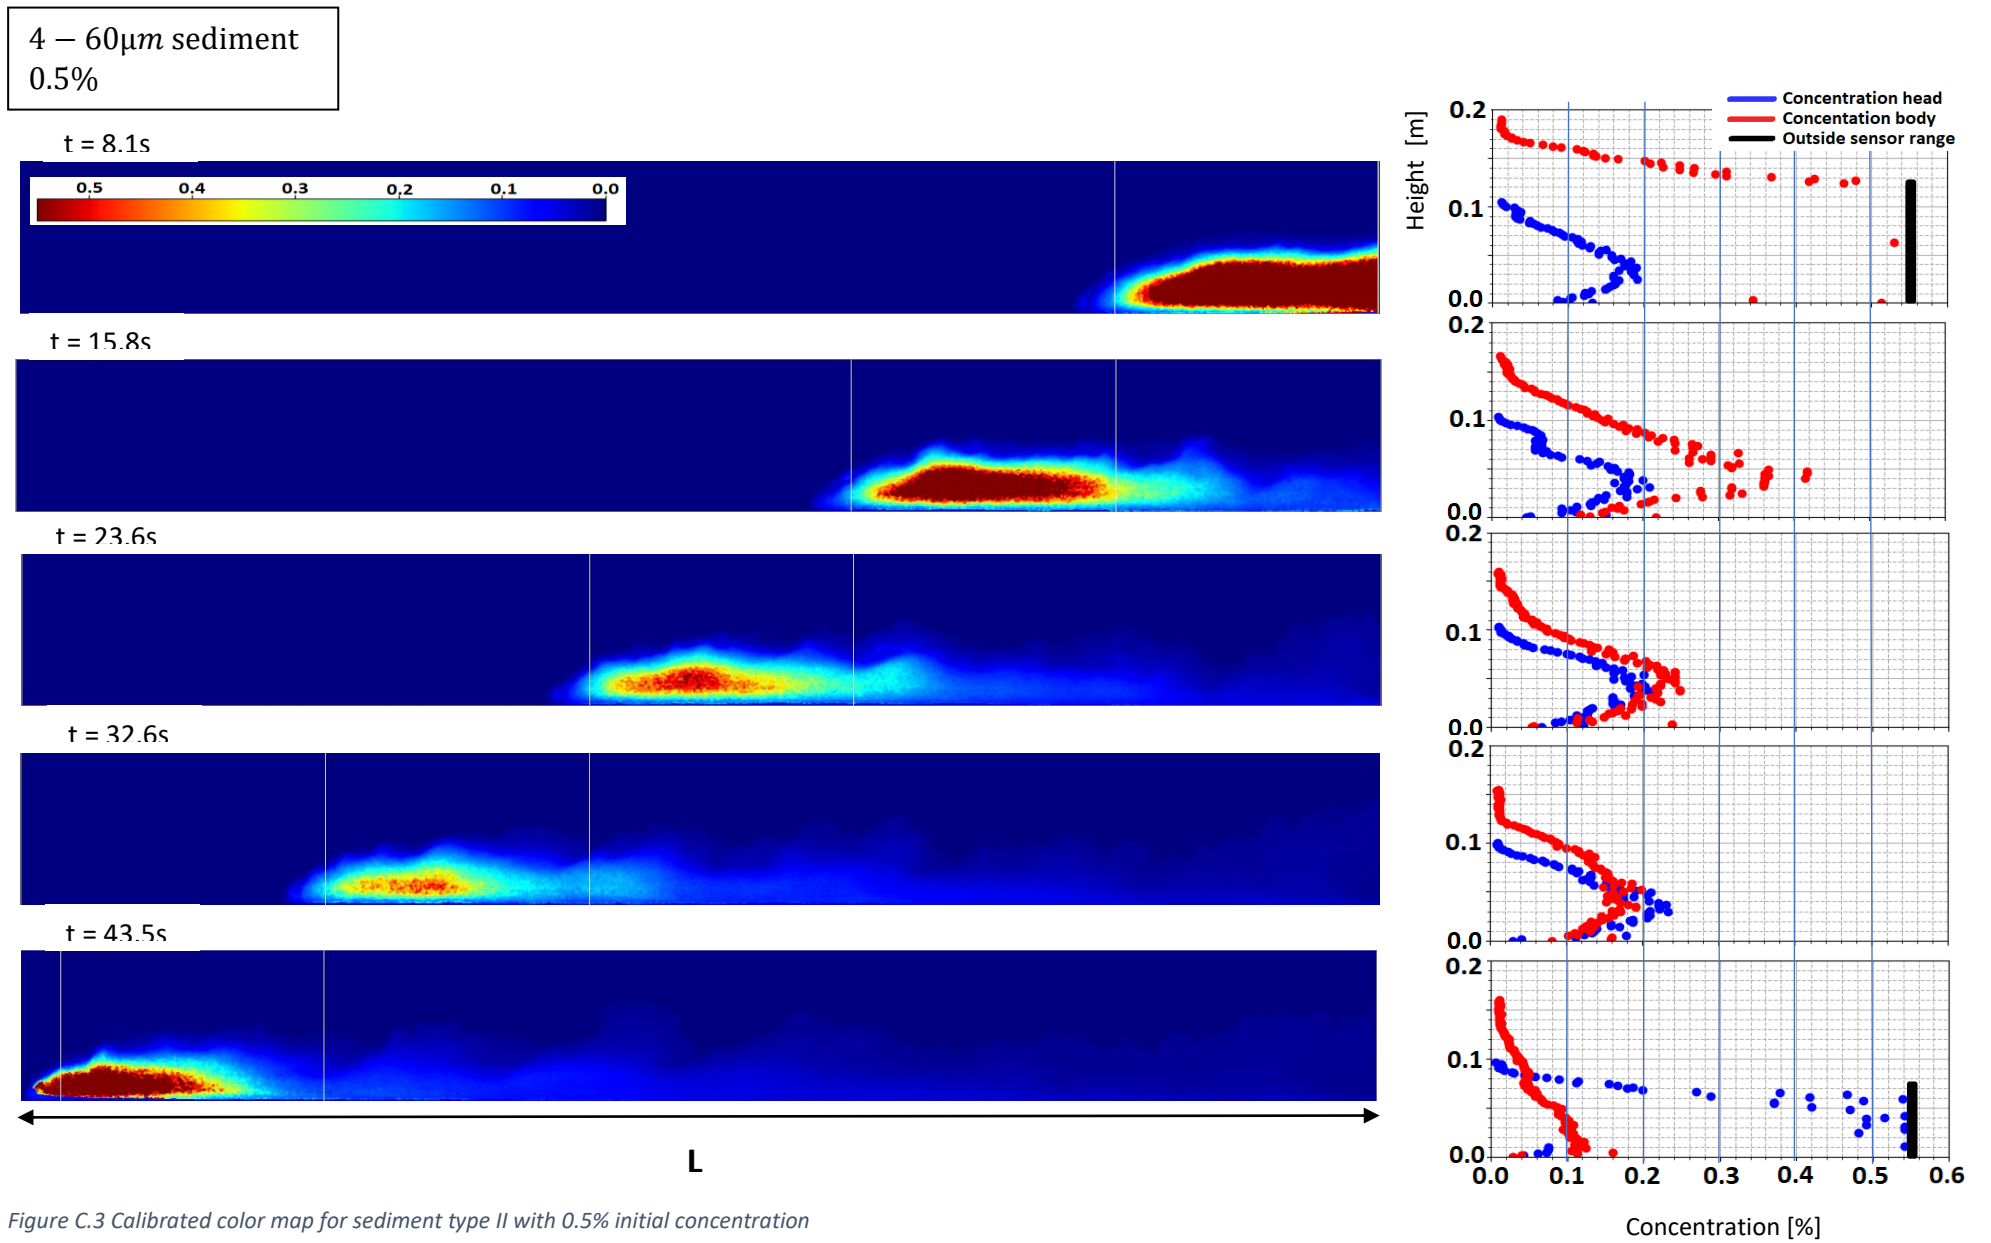 4 − 60μm sediment
0.5%
t = 8.1s
0.5 0.4 0.3 0.2 0.1 0.0
t = 15.8s
t = 23.6s
t = 32.6s
t = 43.5s
L
Concentration head
Concentation body
Outside sensor range
Height [m]
0.2
0.1
0.0
0.2
0.1
0.0
0.2
0.1
0.0
0.2
0.1
0.0
0.2
0.1
0.0
0.0 0.1 0.2 0.3 0.4 0.5 0.6
Concentration [%]
Figure C.3 Calibrated color map for sediment type II with 0.5% initial concentration